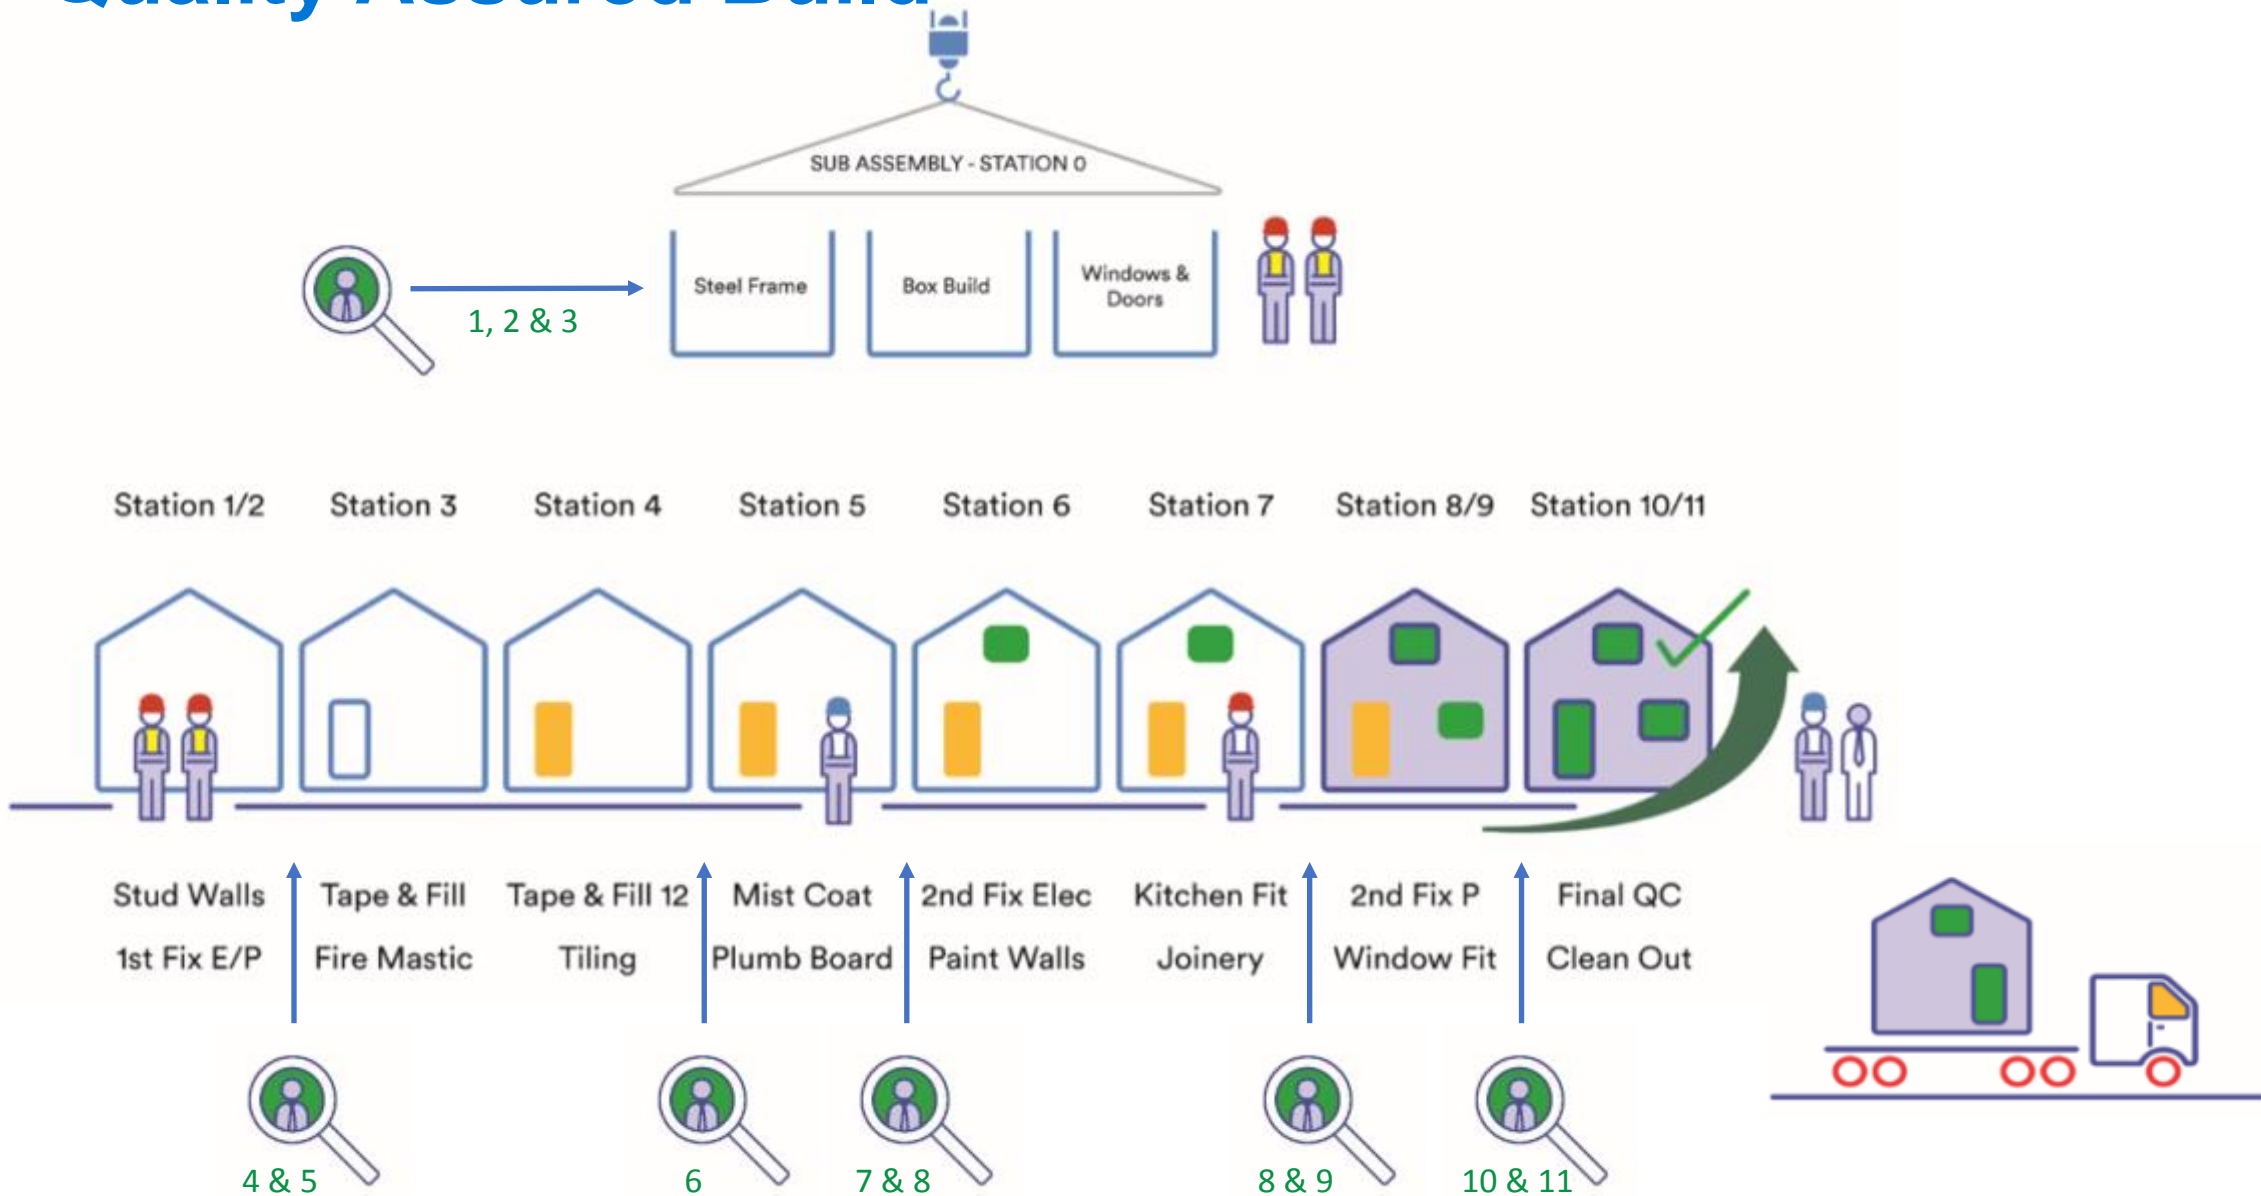 Quality Assured Build
SUB ASSEMBLY - STATION 0
Steel Frame
Box Build
Windows &
Doors
1, 2 & 3
Station 1/2
Station 3
Station 4
Station 5
Station 6
Station 7
Station 8/9
Station 10/11
Stud Walls
1st Fix E/P
Tape & Fill
Fire Mastic
Tape & Fill 12
Tiling
Mist Coat
Plumb Board
2nd Fix Elec
Paint Walls
Kitchen Fit
Joinery
2nd Fix P
Window Fit
Final QC
Clean Out
4 & 5
6
7 & 8
8 & 9
10 & 11